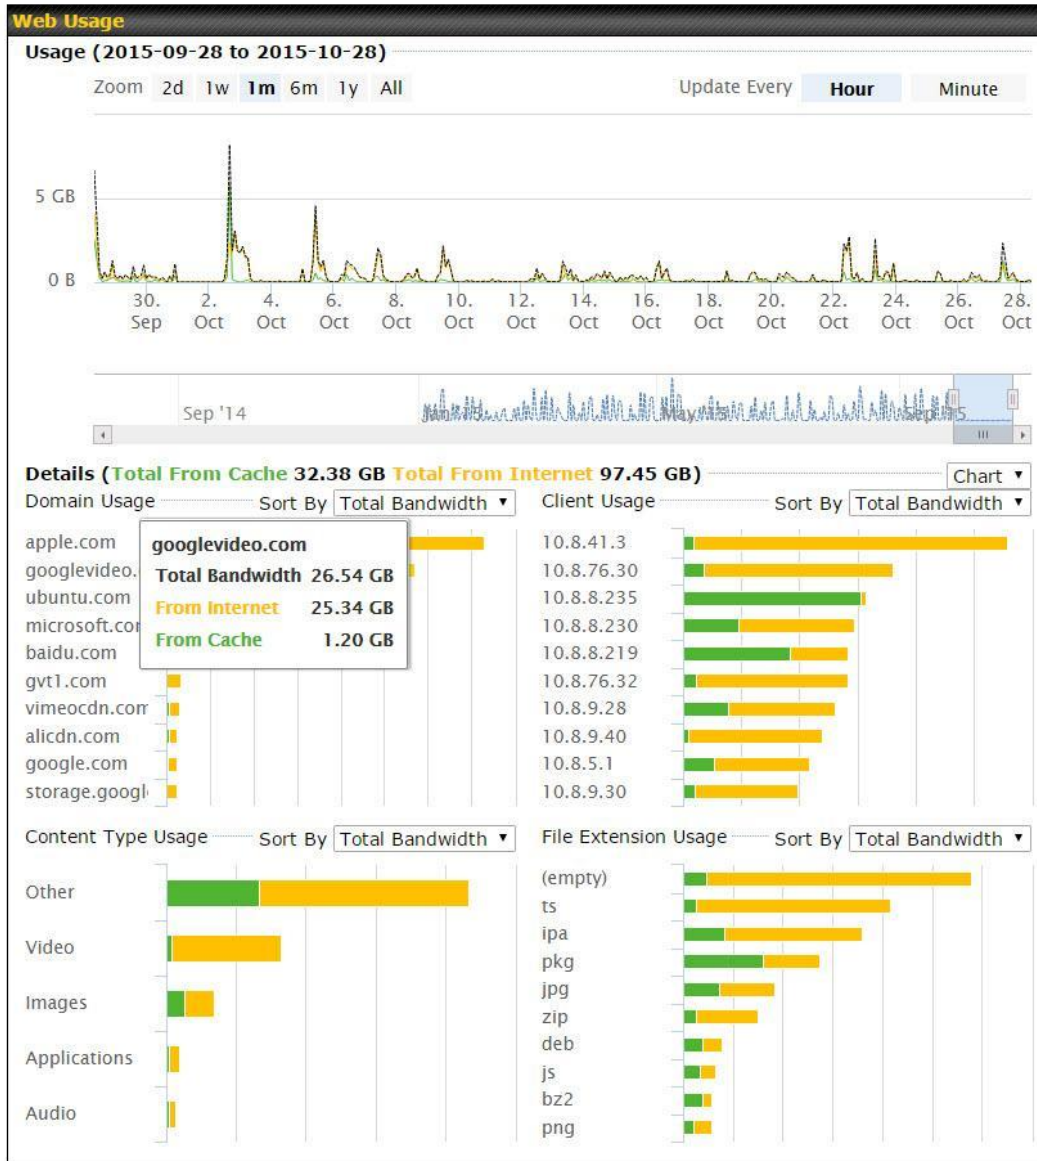 Web Usage
Usage (2015-09-28 to 2015-10-28)
Zoom 2d 1w 1m 6m 1y All Update Every Hour Minute
5 GB
0 B
30. Sep 2. Oct 4. Oct 6. Oct 8. Oct 10. Oct 12. Oct 14. Oct 16. Oct 18. Oct 20. Oct 22. Oct 24. Oct 26. Oct 28. Oct
Sep '14 May '15 Sep '15
Details (Total From Cache 32.38 GB Total From Internet 97.45 GB) Chart
Domain Usage Sort By Total Bandwidth
apple.com
googlevideo.
ubuntu.com
microsoft.cor
baidu.com
gvt1.com
vimeocdn.com
alicdn.com
google.com
storage.googl
googlevideo.com
Total Bandwidth 26.54 GB
From Internet 25.34 GB
From Cache 1.20 GB
Client Usage Sort By Total Bandwidth
10.8.41.3
10.8.76.30
10.8.8.235
10.8.8.230
10.8.8.219
10.8.76.32
10.8.9.28
10.8.9.40
10.8.5.1
10.8.9.30
Content Type Usage Sort By Total Bandwidth
Other
Video
Images
Applications
Audio
File Extension Usage Sort By Total Bandwidth
(empty)
ts
ipa
pkg
jpg
zip
deb
js
bz2
png